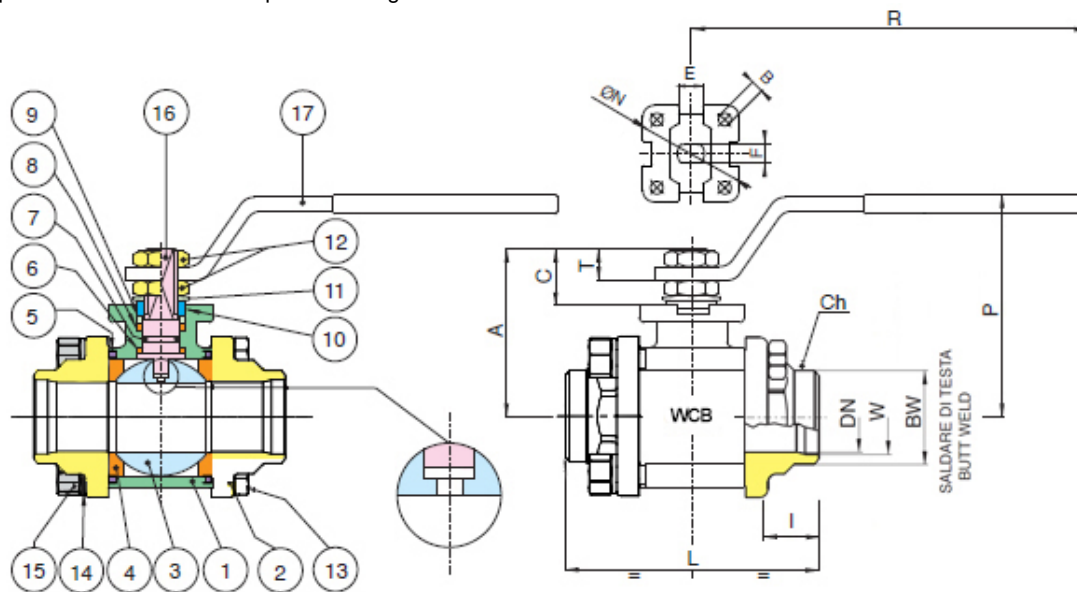 R
E
B
ØN
F
9
8
7
6
5
16
17
12
11
10
C
T
A
P
Ch
WCB
DN
W
BW
SALDARE DI TESTA
BUTT WELD
I
L
=
=
15
14
4
3
1
2
13